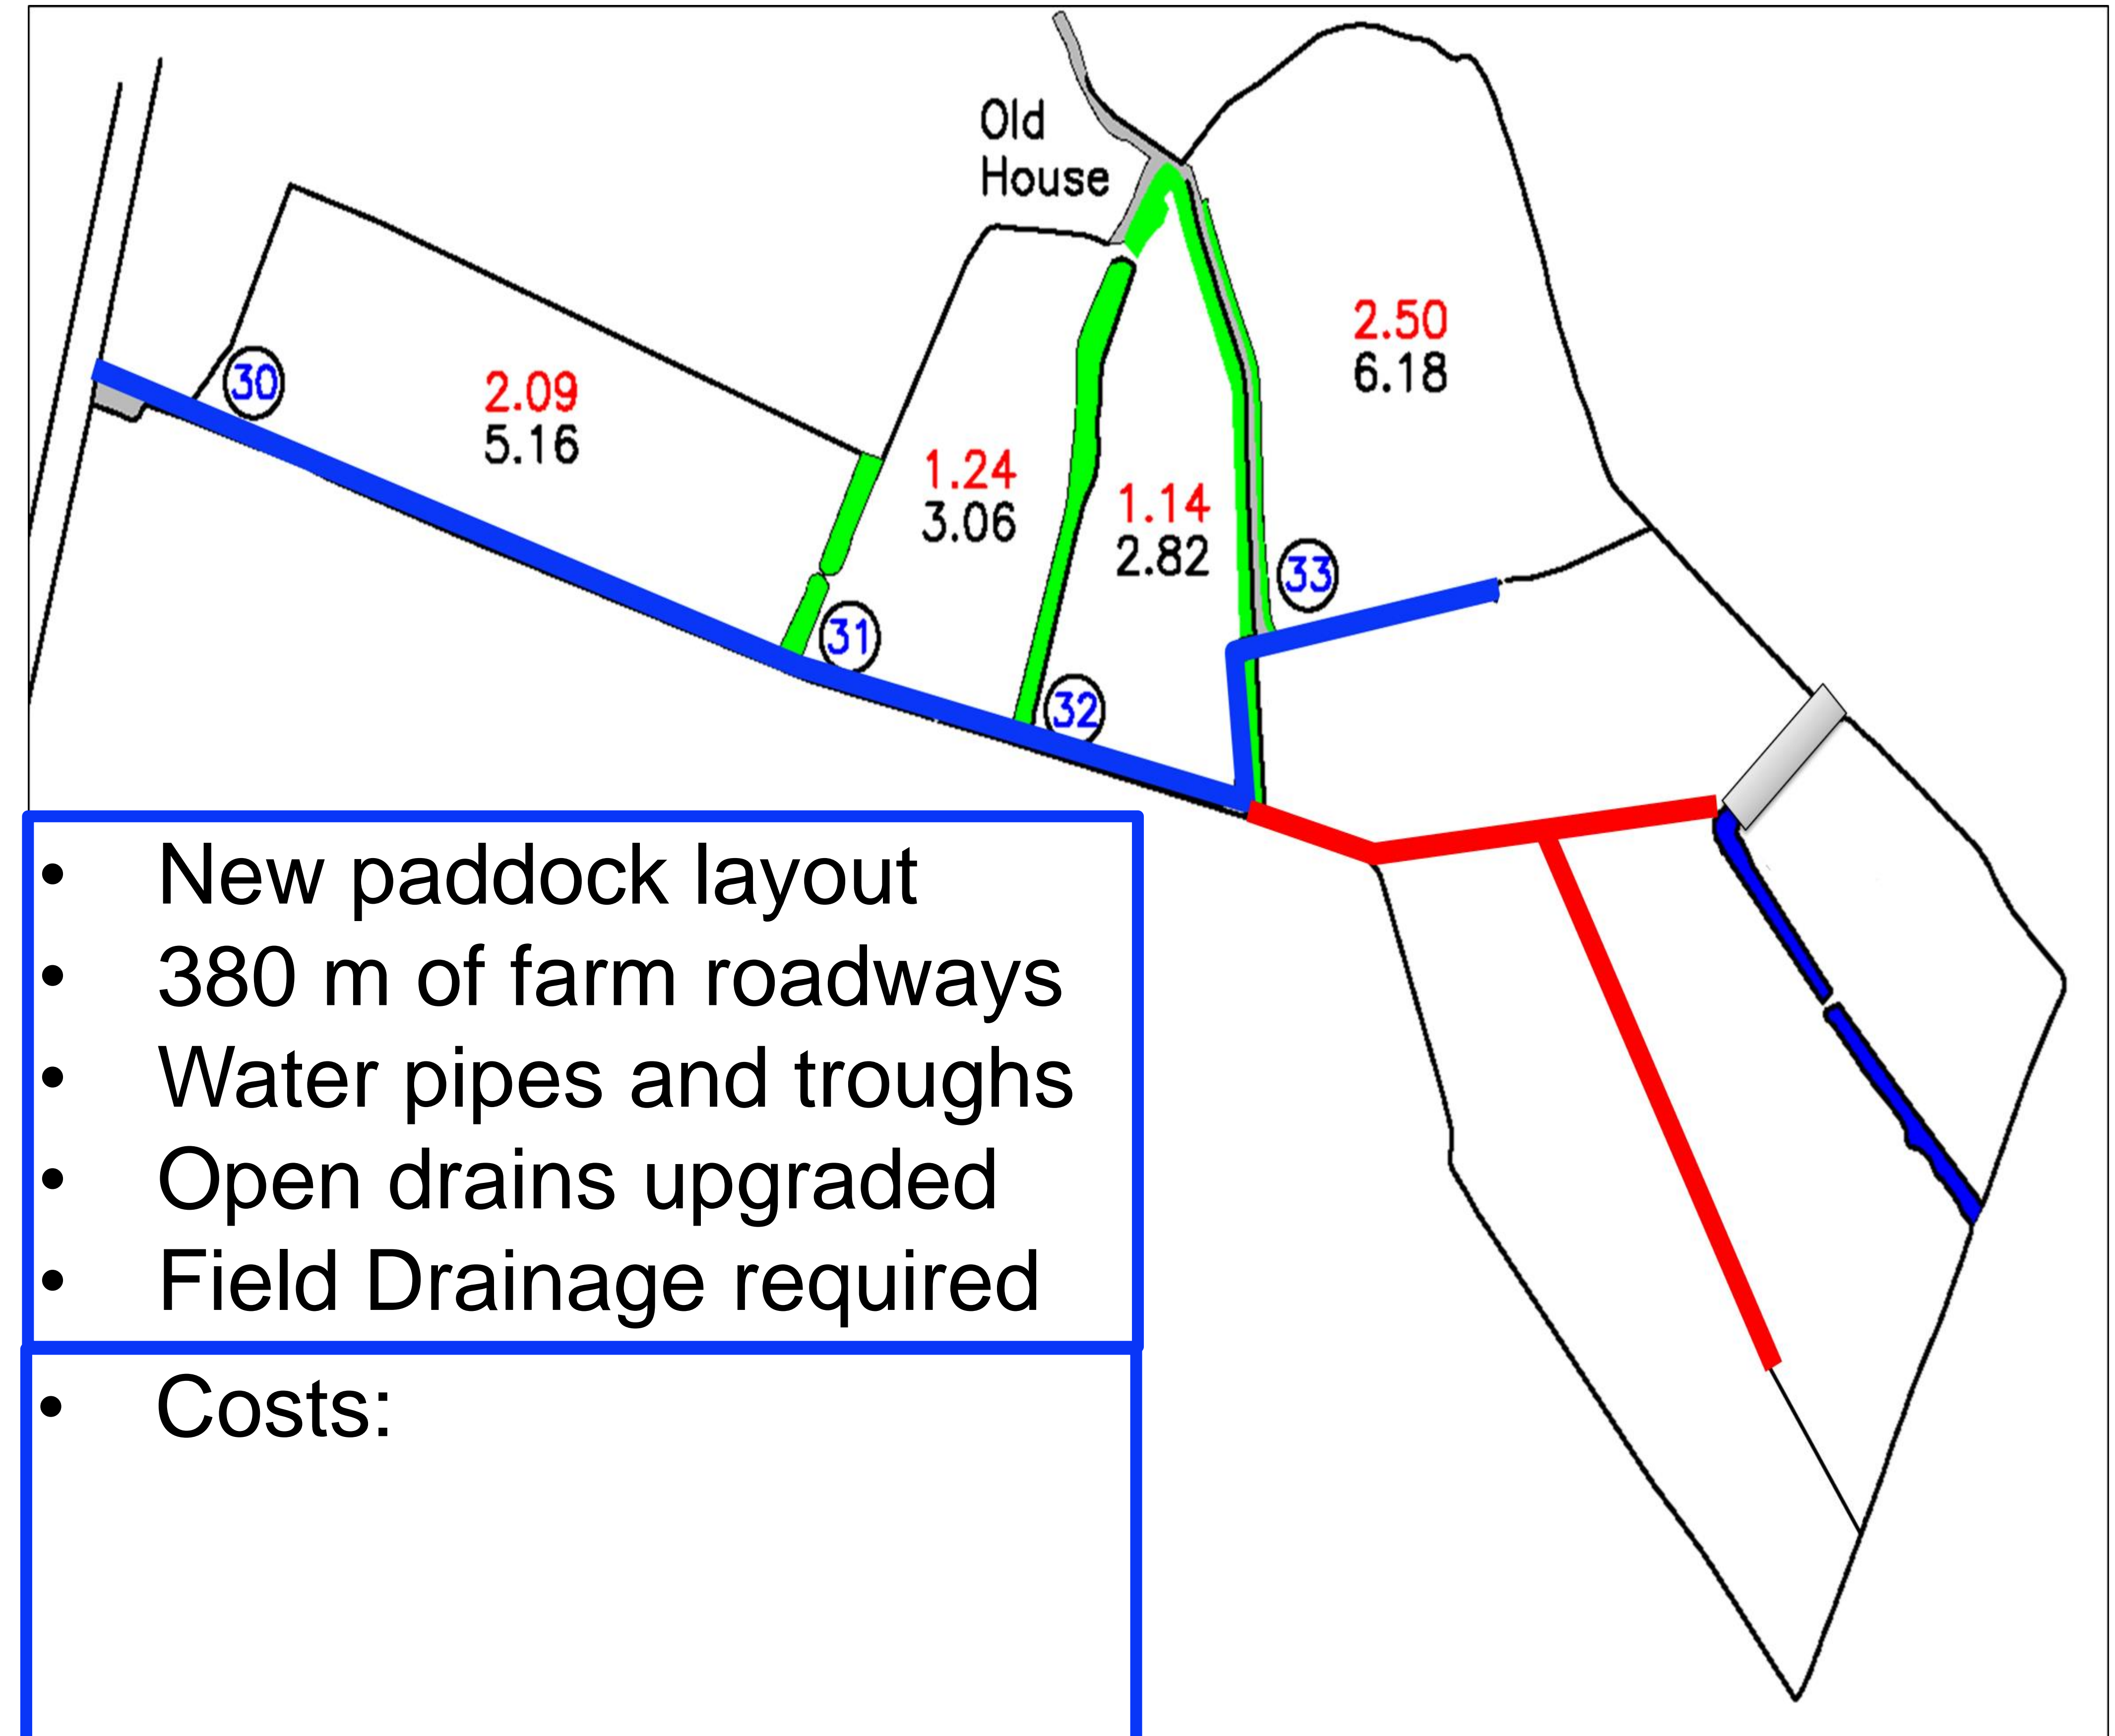 Old
House
2.50
6.18
30
2.09
5.16
1.24
3.06
1.14
2.82
33
31
32
• New paddock layout
• 380 m of farm roadways
• Water pipes and troughs
• Open drains upgraded
• Field Drainage required
• Costs: